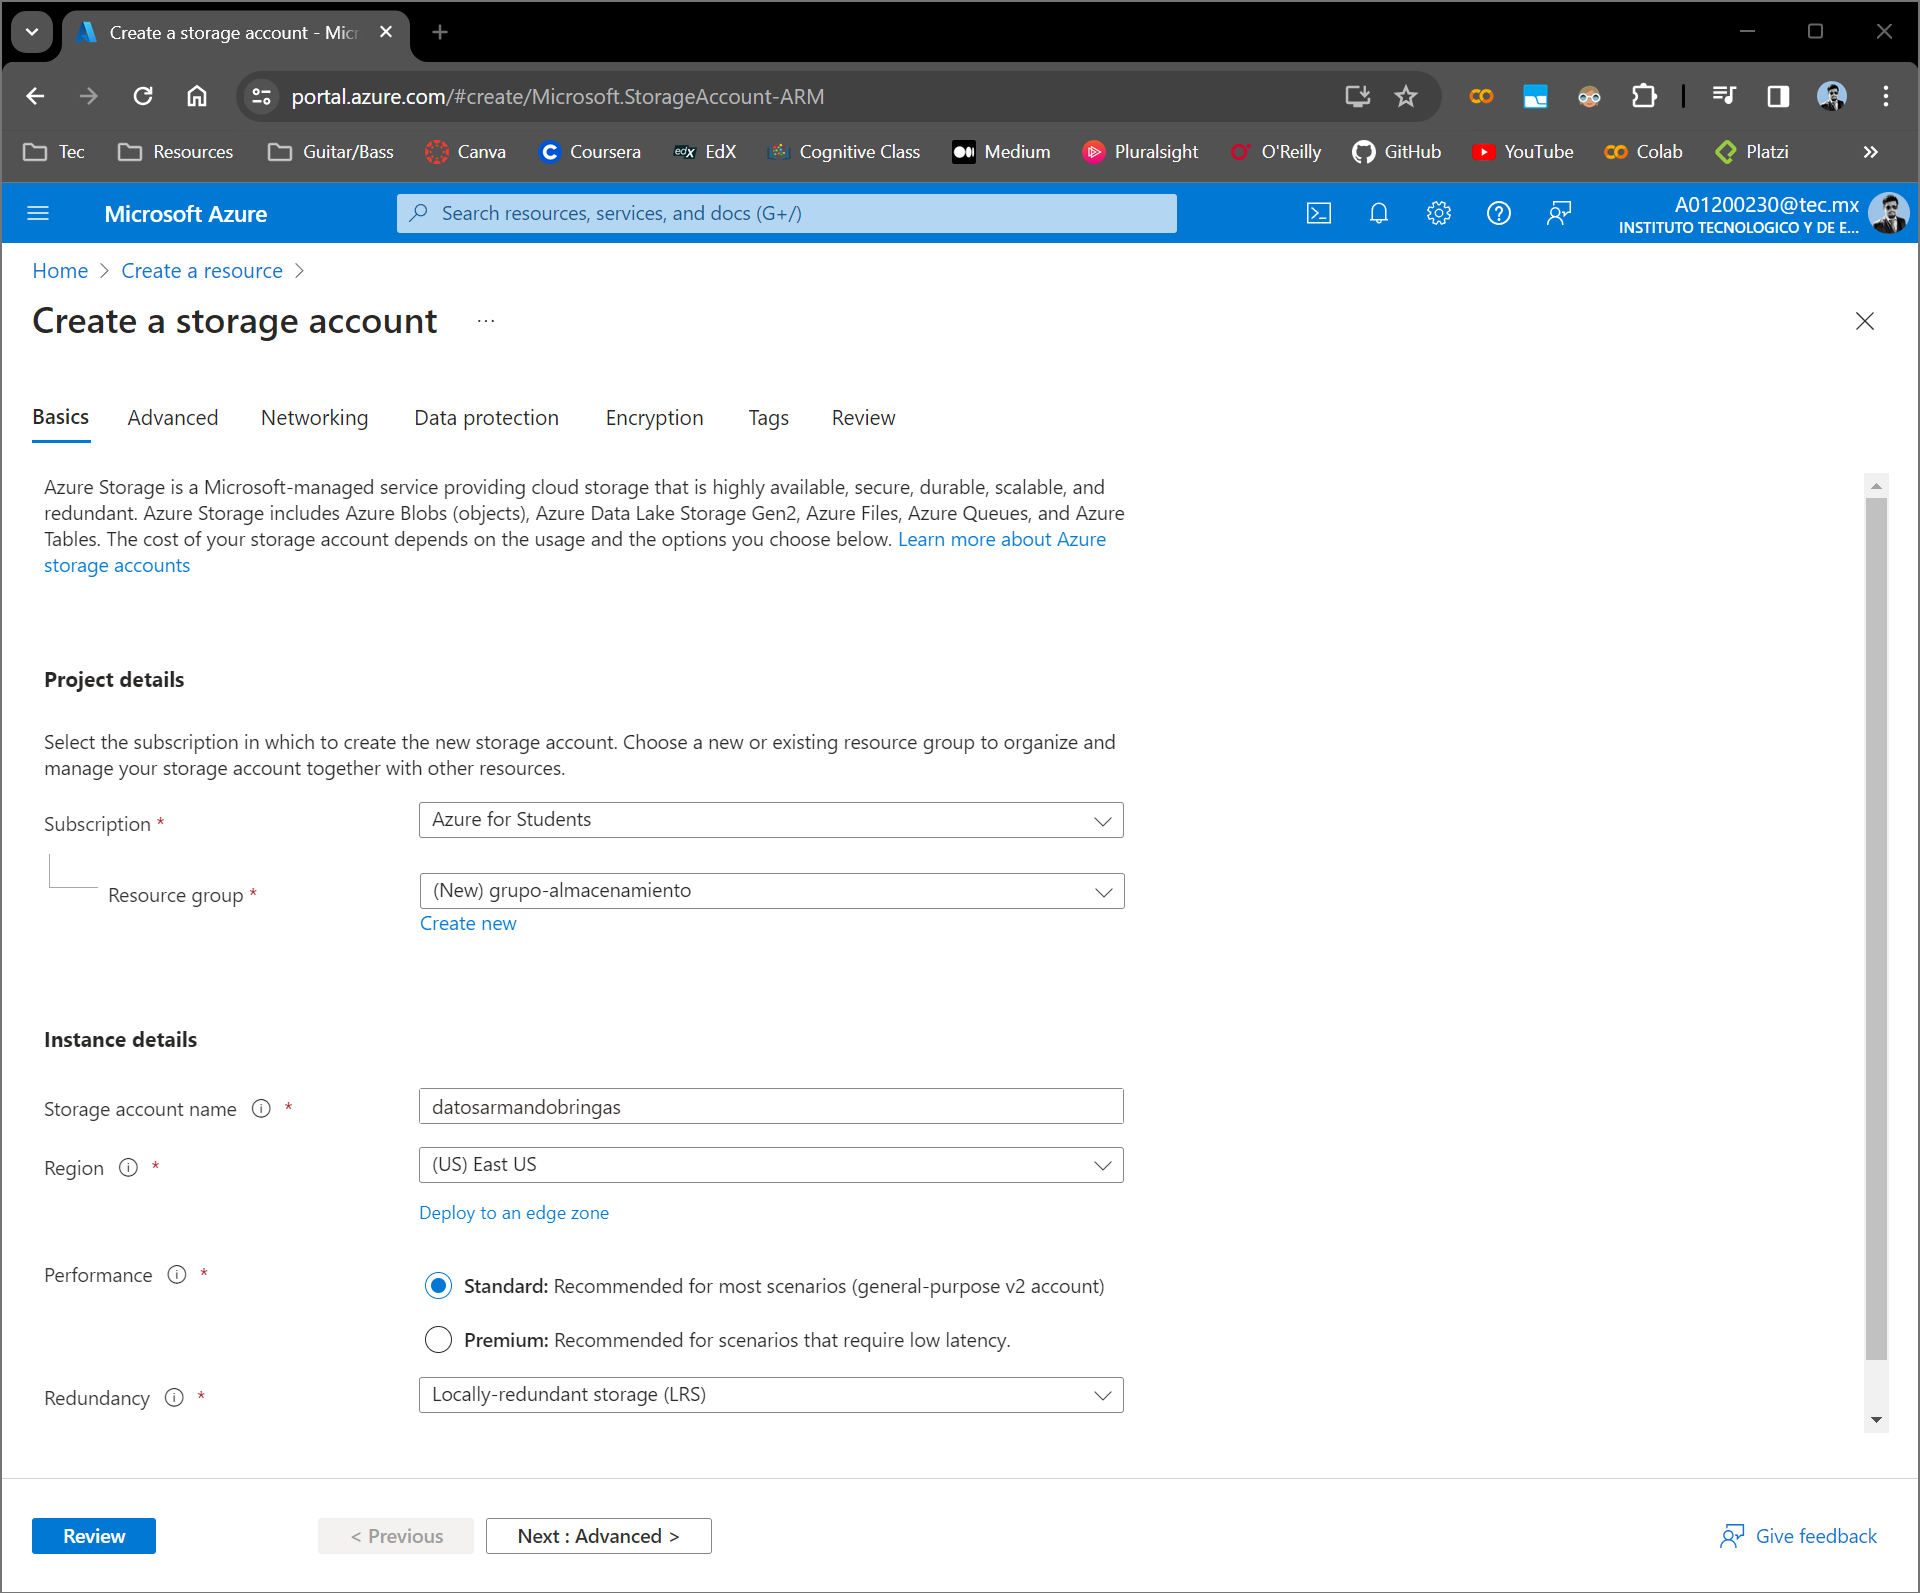 Create a storage account - Micr
portal.azure.com/#create/Microsoft.StorageAccount-ARM
Tec Resources Guitar/Bass Canva Coursera edX EdX Cognitive Class Medium Pluralsight O'Reilly GitHub YouTube Colab Platzi
Microsoft Azure
Search resources, services, and docs (G+/)
A01200230@tec.mx
INSTITUTO TECNOLOGICO Y DE E...
Home > Create a resource >
Create a storage account ...
Basics Advanced Networking Data protection Encryption Tags Review
Azure Storage is a Microsoft-managed service providing cloud storage that is highly available, secure, durable, scalable, and
redundant. Azure Storage includes Azure Blobs (objects), Azure Data Lake Storage Gen2, Azure Files, Azure Queues, and Azure
Tables. The cost of your storage account depends on the usage and the options you choose below. Learn more about Azure
storage accounts
Project details
Select the subscription in which to create the new storage account. Choose a new or existing resource group to organize and
manage your storage account together with other resources.
Subscription *
Azure for Students
Resource group *
(New) grupo-almacenamiento
Create new
Instance details
Storage account name *
datosarmandobringas
Region *
(US) East US
Deploy to an edge zone
Performance *
Standard: Recommended for most scenarios (general-purpose v2 account)
Premium: Recommended for scenarios that require low latency.
Redundancy *
Locally-redundant storage (LRS)
Review
< Previous
Next : Advanced >
Give feedback